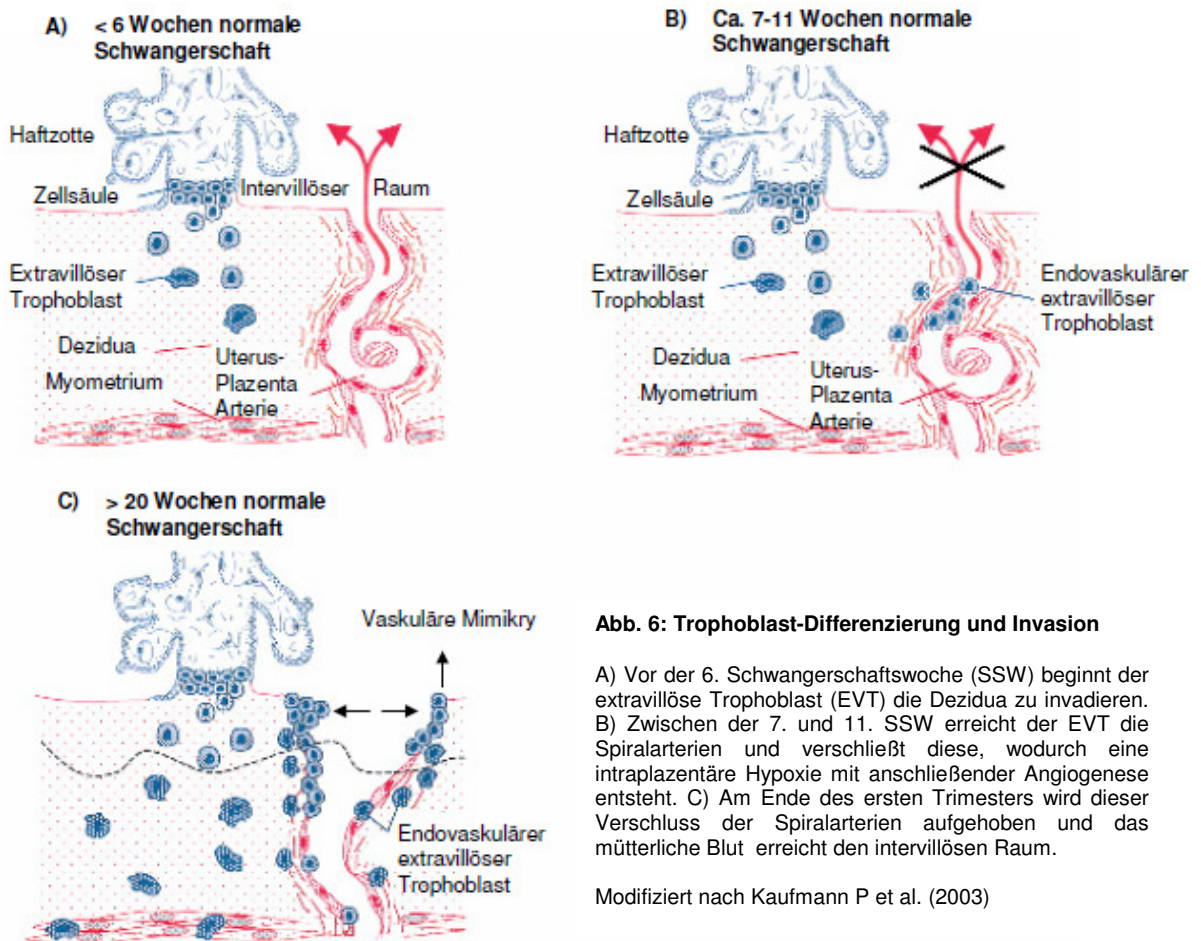 A) < 6 Wochen normale
Schwangerschaft
Haftzotte
Zellsäule
Intervillöser Raum
Extravillöser
Trophoblast
Dezidua
Myometrium
Uterus-
Plazenta
Arterie
B) Ca. 7-11 Wochen normale
Schwangerschaft
Haftzotte
Zellsäule
Extravillöser
Trophoblast
Endovaskulärer
extravillöser
Trophoblast
Dezidua
Myometrium
Uterus-
Plazenta
Arterie
C) > 20 Wochen normale
Schwangerschaft
Vaskuläre Mimikry
Endovaskulärer
extravillöser
Trophoblast
Abb. 6: Trophoblast-Differenzierung und Invasion
A) Vor der 6. Schwangerschaftswoche (SSW) beginnt der
extravillöse Trophoblast (EVT) die Dezidua zu invadieren.
B) Zwischen der 7. und 11. SSW erreicht der EVT die
Spiralarterien und verschließt diese, wodurch eine
intraplazentäre Hypoxie mit anschließender Angiogenese
entsteht. C) Am Ende des ersten Trimesters wird dieser
Verschluss der Spiralarterien aufgehoben und das
mütterliche Blut erreicht den intervillösen Raum.
Modifiziert nach Kaufmann P et al. (2003)